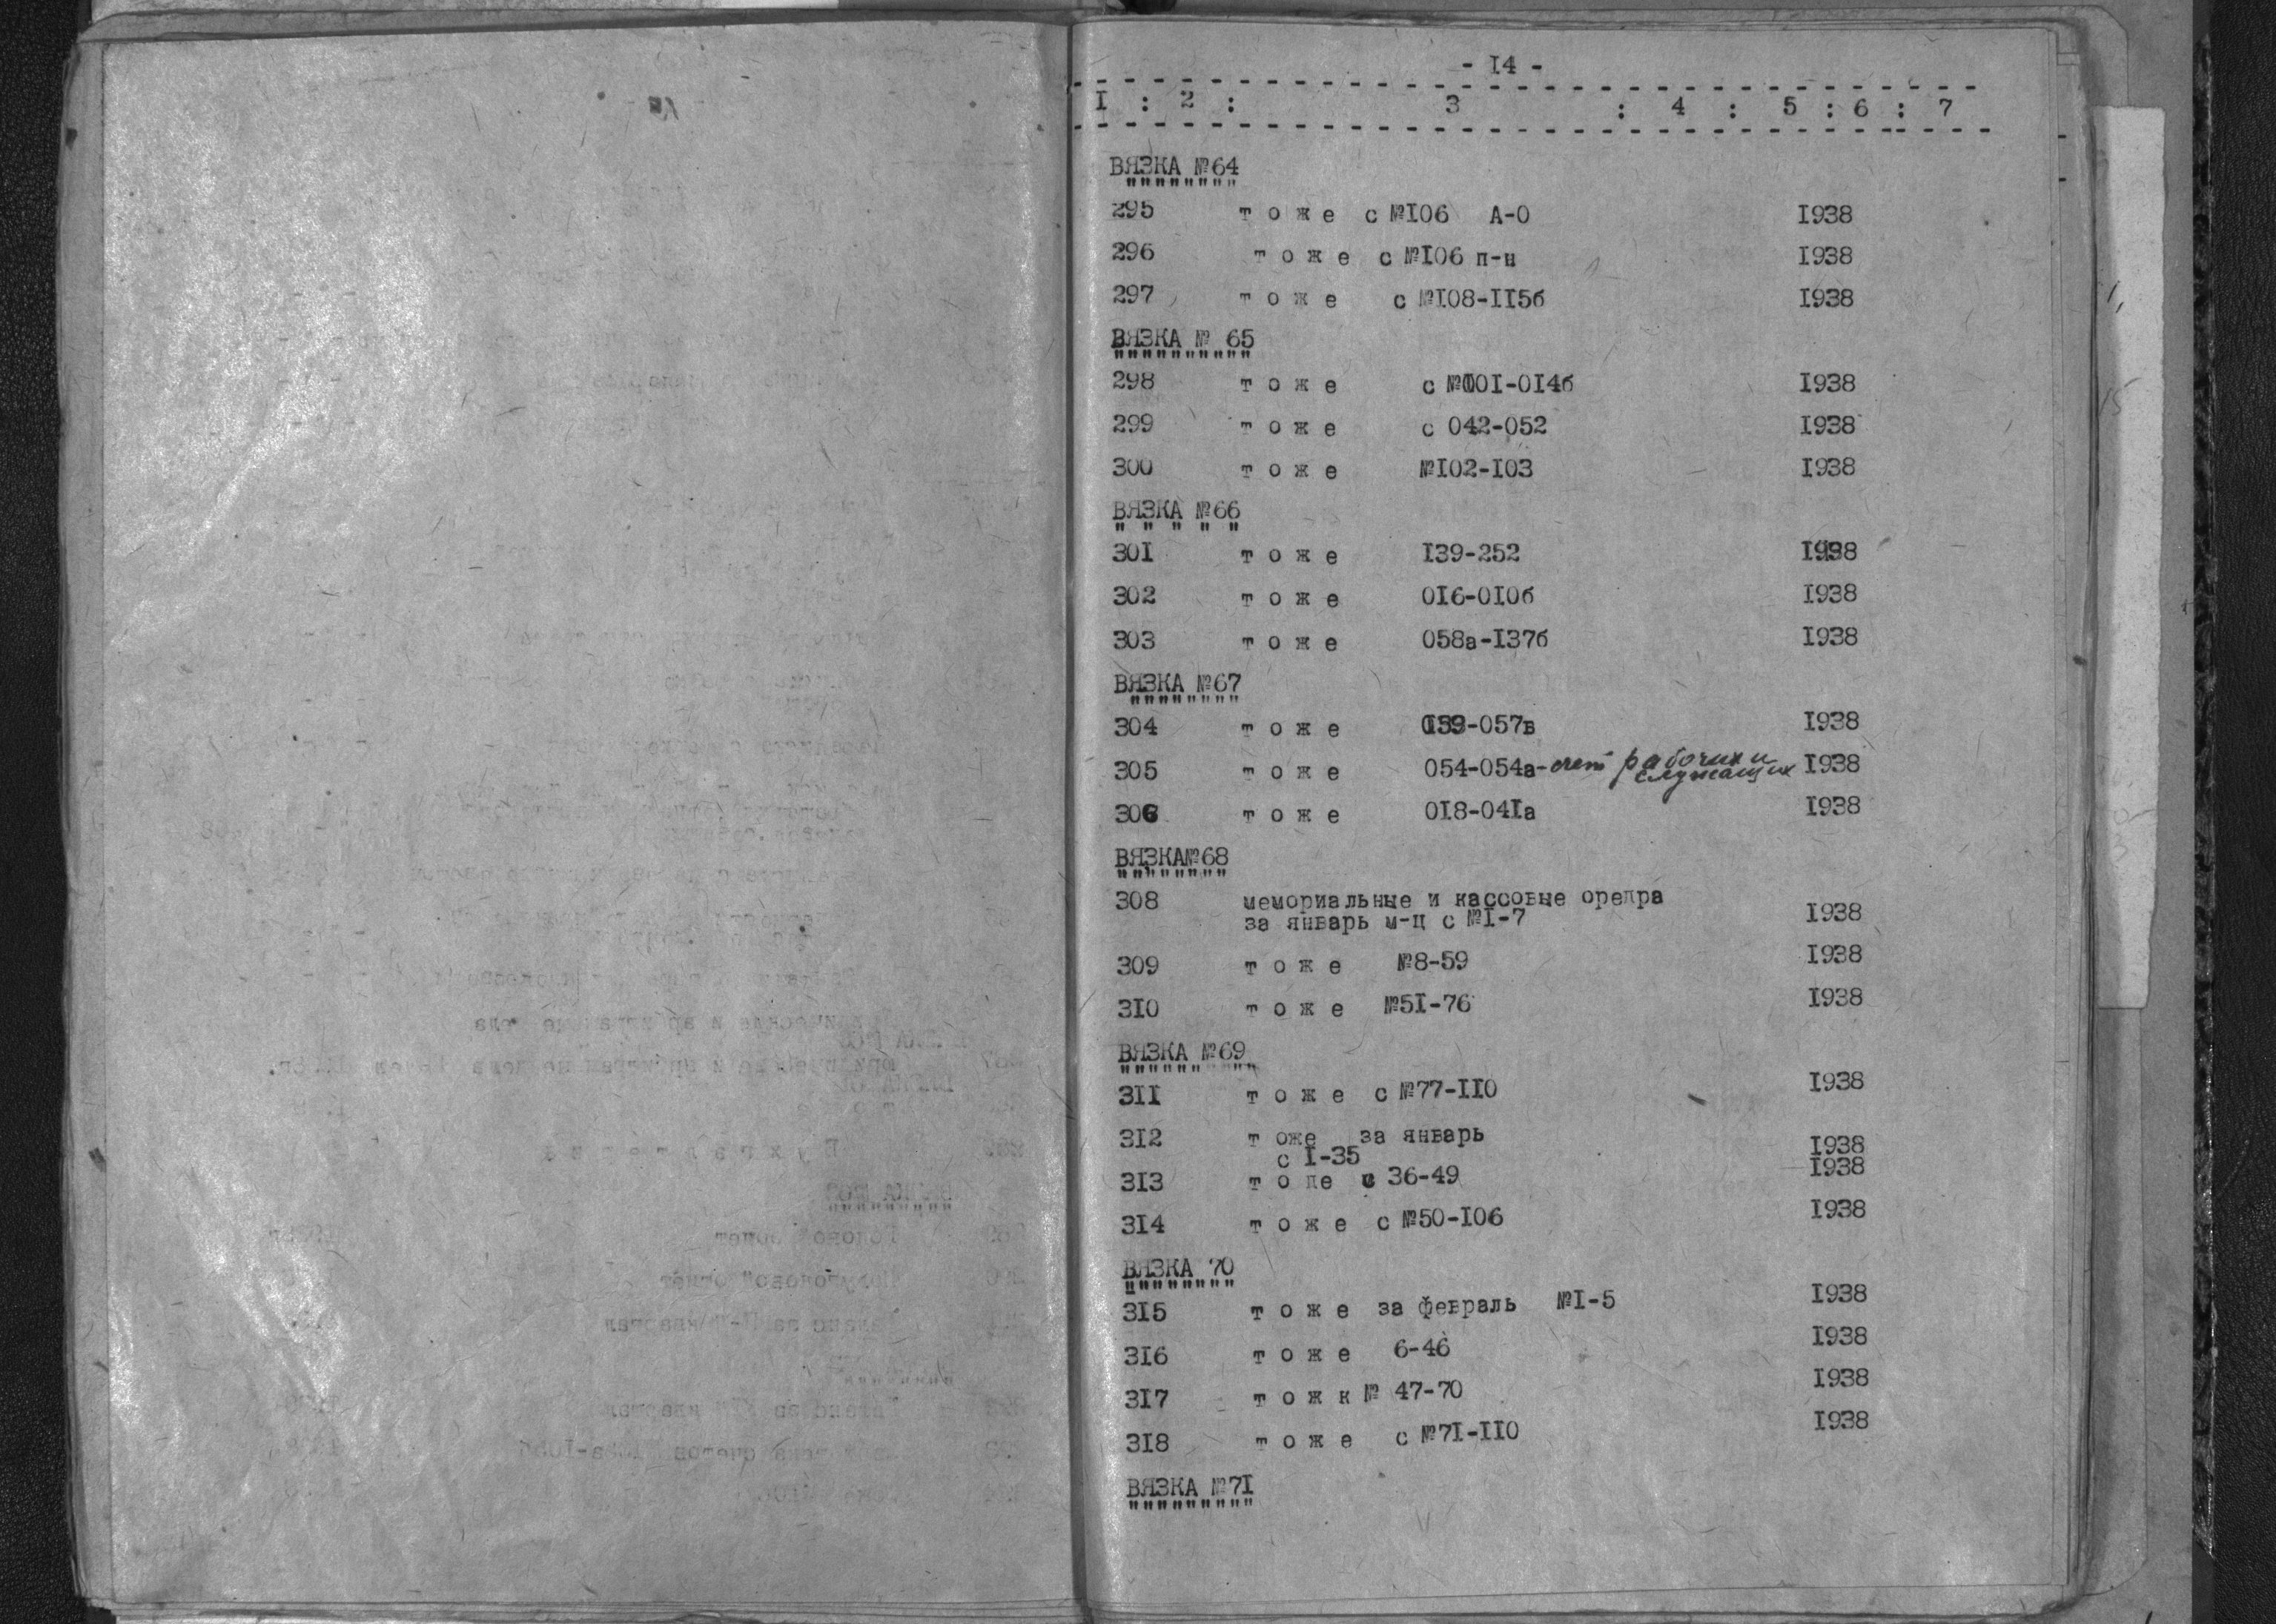 - I4 -
I : 2 : 3 : 4 : 5 : 6 : 7
ВЯЗКА №64
295 т о ж е с №I06 А-О I938
296 т о ж е с №I06 п-н I938
297 т о ж е с №I08-II5б I938
ВЯЗКА № 65
298 т о ж е с №00I-0I4б I938
299 т о ж е с 042-052 I938
300 т о ж е №I02-I03 I938
ВЯЗКА №66
30I т о ж е I39-252 I938
302 т о ж е 0I6-0I0б I938
303 т о ж е 058а-I37б I938
ВЯЗКА №67
304 т о ж е -057в I938
305 т о ж е 054-054а-счет рабочих и I938
служащих
306 т о ж е 0I8-04Iа I938
ВЯЗКА№68
308 мемориальные и кассовые оредра
за январь м-ц с №I-7 I938
309 т о ж е №8-59 I938
3I0 т о ж е №5I-76 I938
ВЯЗКА №69
3II т о ж е с №77-II0 I938
3I2 т оже за январь
с I-35 I938
3I3 т о пе с 36-49 I938
3I4 т о ж е с №50-I06 I938
ВЯЗКА 70
3I5 т о ж е за февраль №I-5 I938
3I6 т о ж е 6-46 I938
3I7 т о ж к № 47-70 I938
3I8 т о ж е с №7I-II0 I938
ВЯЗКА №7I